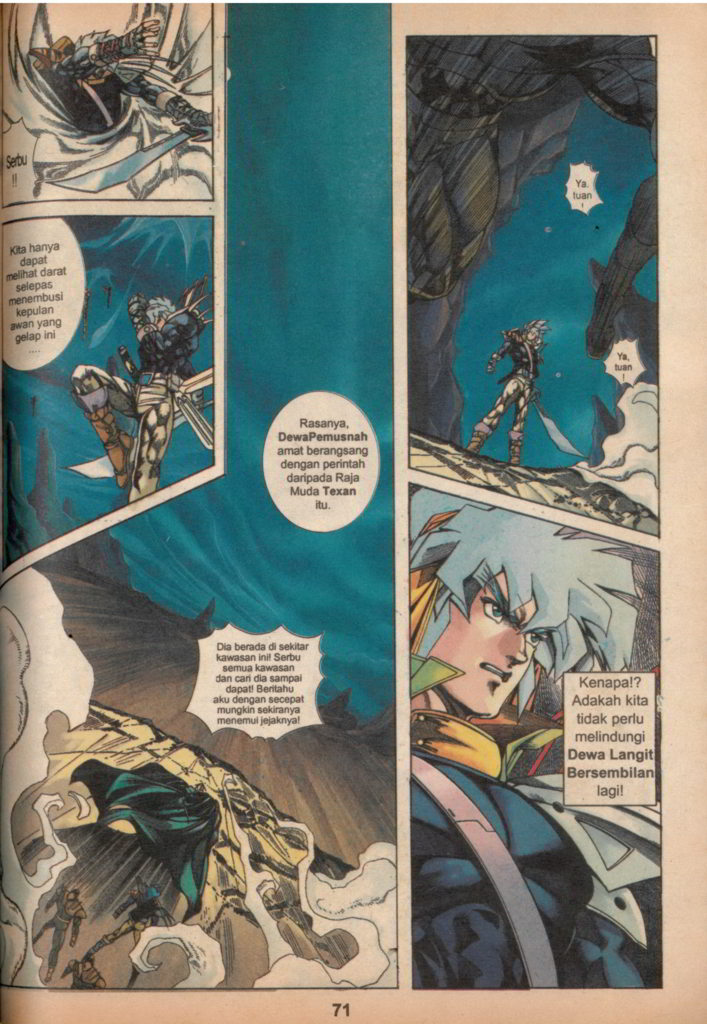 Serbu
!!
Kita hanya
dapat
melihat darat
selepas
menembusi
kepulan
awan yang
gelap ini
....
Rasanya,
DewaPemusnah
amat berangsang
dengan perintah
daripada Raja
Muda Texan
itu.
Dia berada di sekitar
kawasan ini! Serbu
semua kawasan
dan cari dia sampai
dapat! Beritahu
aku dengan secepat
mungkin sekiranya
menemui jejaknya!
Ya,
tuan
!
Ya,
tuan
!
Kenapa!?
Adakah kita
tidak perlu
melindungi
Dewa Langit
Bersembilan
lagi!
71